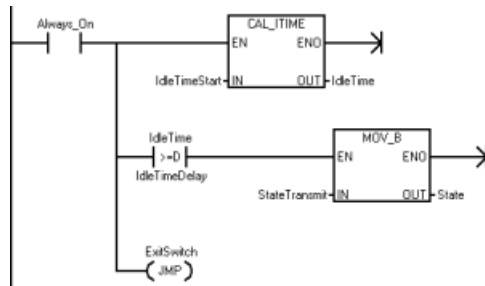 Always_On
CAL_ITIME
EN ENO
IdleTimeStart IN OUT IdleTime
IdleTime
>=D
IdleTimeDelay
MOV_B
EN ENO
StateTransmit IN OUT State
ExitSwitch
JMP